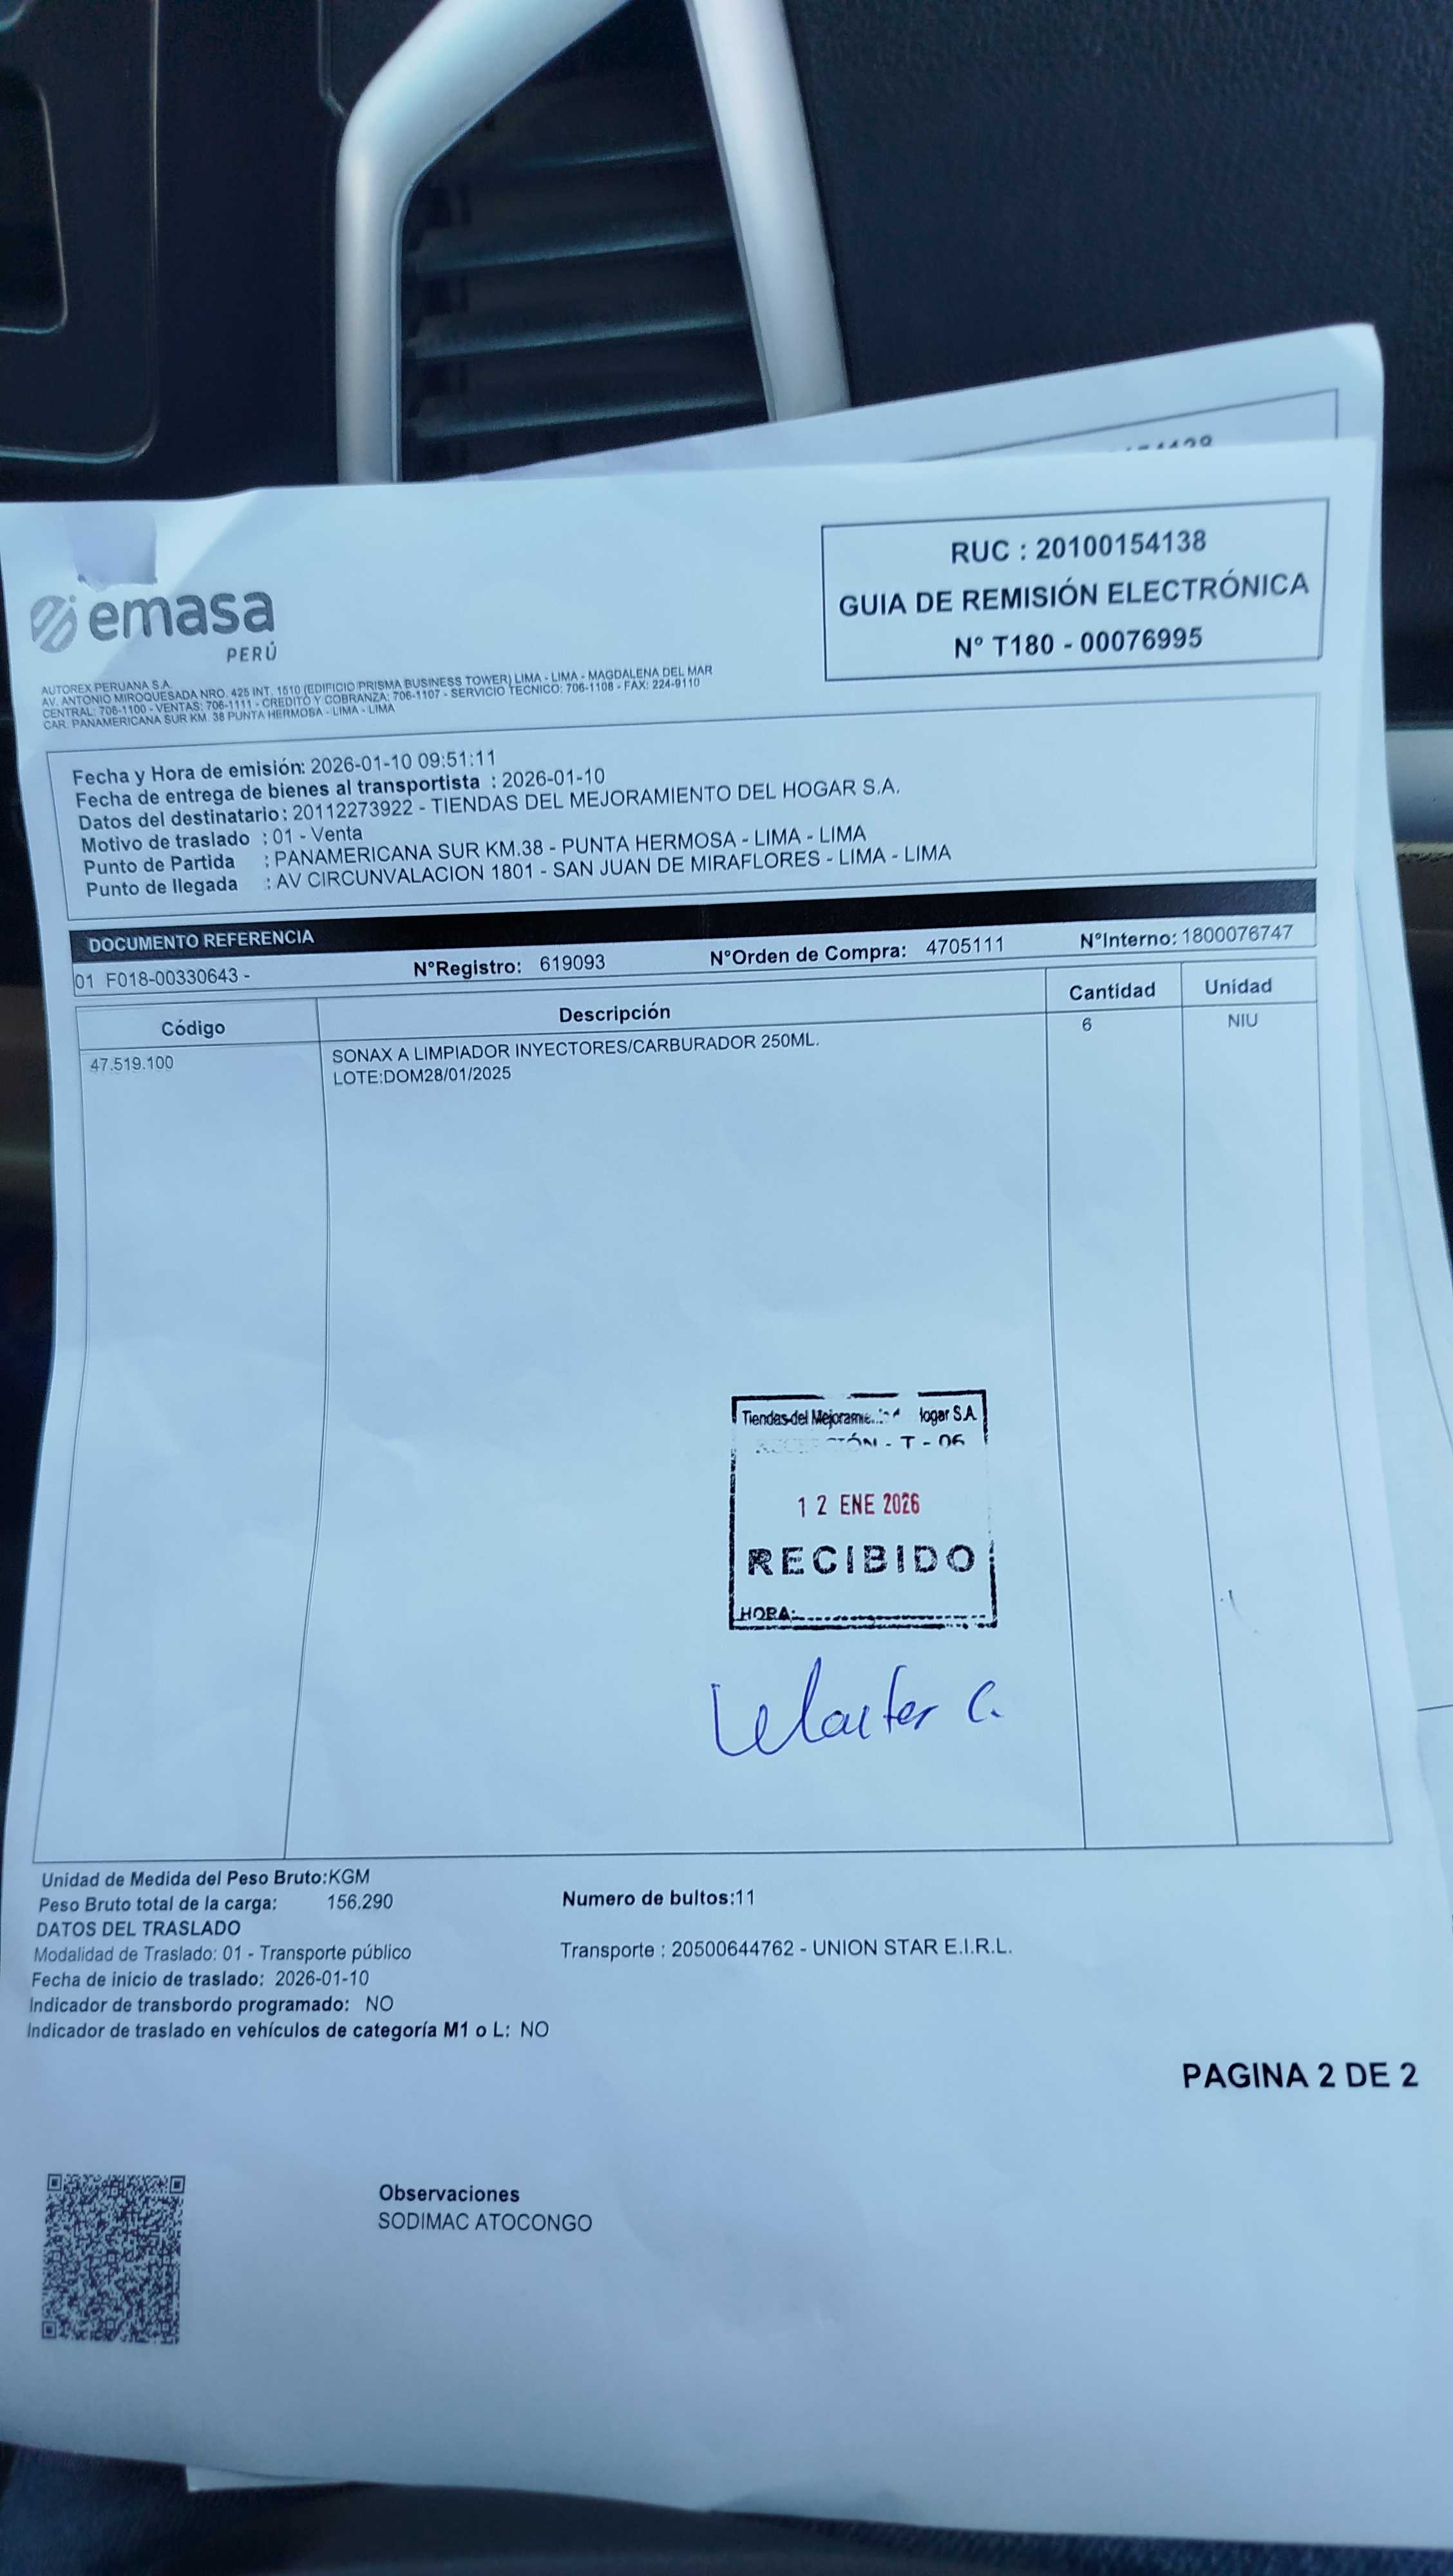 RUC : 20100154138
GUIA DE REMISIÓN ELECTRÓNICA
N° T180 - 00076995
emasa
PERÚ
AUTOREX PERUANA S.A.
AV. ANTONIO MIROQUESADA NRO. 425 INT. 1510 (EDIFICIO PRISMA BUSINESS TOWER) LIMA - LIMA - MAGDALENA DEL MAR
CENTRAL: 706-1100 - VENTAS: 706-1111 - CREDITO Y COBRANZA: 706-1107 - SERVICIO TECNICO: 706-1108 - FAX: 224-9110
CAR. PANAMERICANA SUR KM. 38 PUNTA HERMOSA - LIMA - LIMA
Fecha y Hora de emisión: 2026-01-10 09:51:11
Fecha de entrega de bienes al transportista : 2026-01-10
Datos del destinatario : 20112273922 - TIENDAS DEL MEJORAMIENTO DEL HOGAR S.A.
Motivo de traslado : 01 - Venta
Punto de Partida : PANAMERICANA SUR KM.38 - PUNTA HERMOSA - LIMA - LIMA
Punto de llegada : AV CIRCUNVALACION 1801 - SAN JUAN DE MIRAFLORES - LIMA - LIMA
DOCUMENTO REFERENCIA
01 F018-00330643 - N°Registro: 619093 N°Orden de Compra: 4705111 N°Interno: 1800076747
Código Descripción Cantidad Unidad
47.519.100 SONAX A LIMPIADOR INYECTORES/CARBURADOR 250ML. 6 NIU
LOTE:DOM28/01/2025
Tiendas del S.A.
T - 06
12 ENE 2026
RECIBIDO
HORA:
Walter C.
Unidad de Medida del Peso Bruto:KGM
Peso Bruto total de la carga: 156.290 Numero de bultos:11
DATOS DEL TRASLADO
Modalidad de Traslado: 01 - Transporte público Transporte : 20500644762 - UNION STAR E.I.R.L.
Fecha de inicio de traslado: 2026-01-10
Indicador de transbordo programado: NO
Indicador de traslado en vehículos de categoría M1 o L: NO
PAGINA 2 DE 2
Observaciones
SODIMAC ATOCONGO